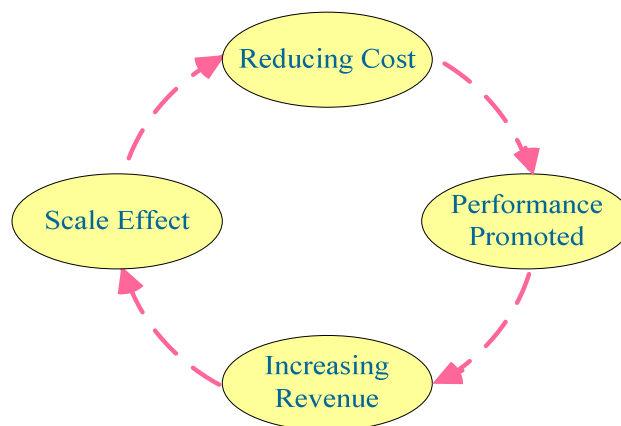 Reducing Cost
Scale Effect
Performance
Promoted
Increasing
Revenue